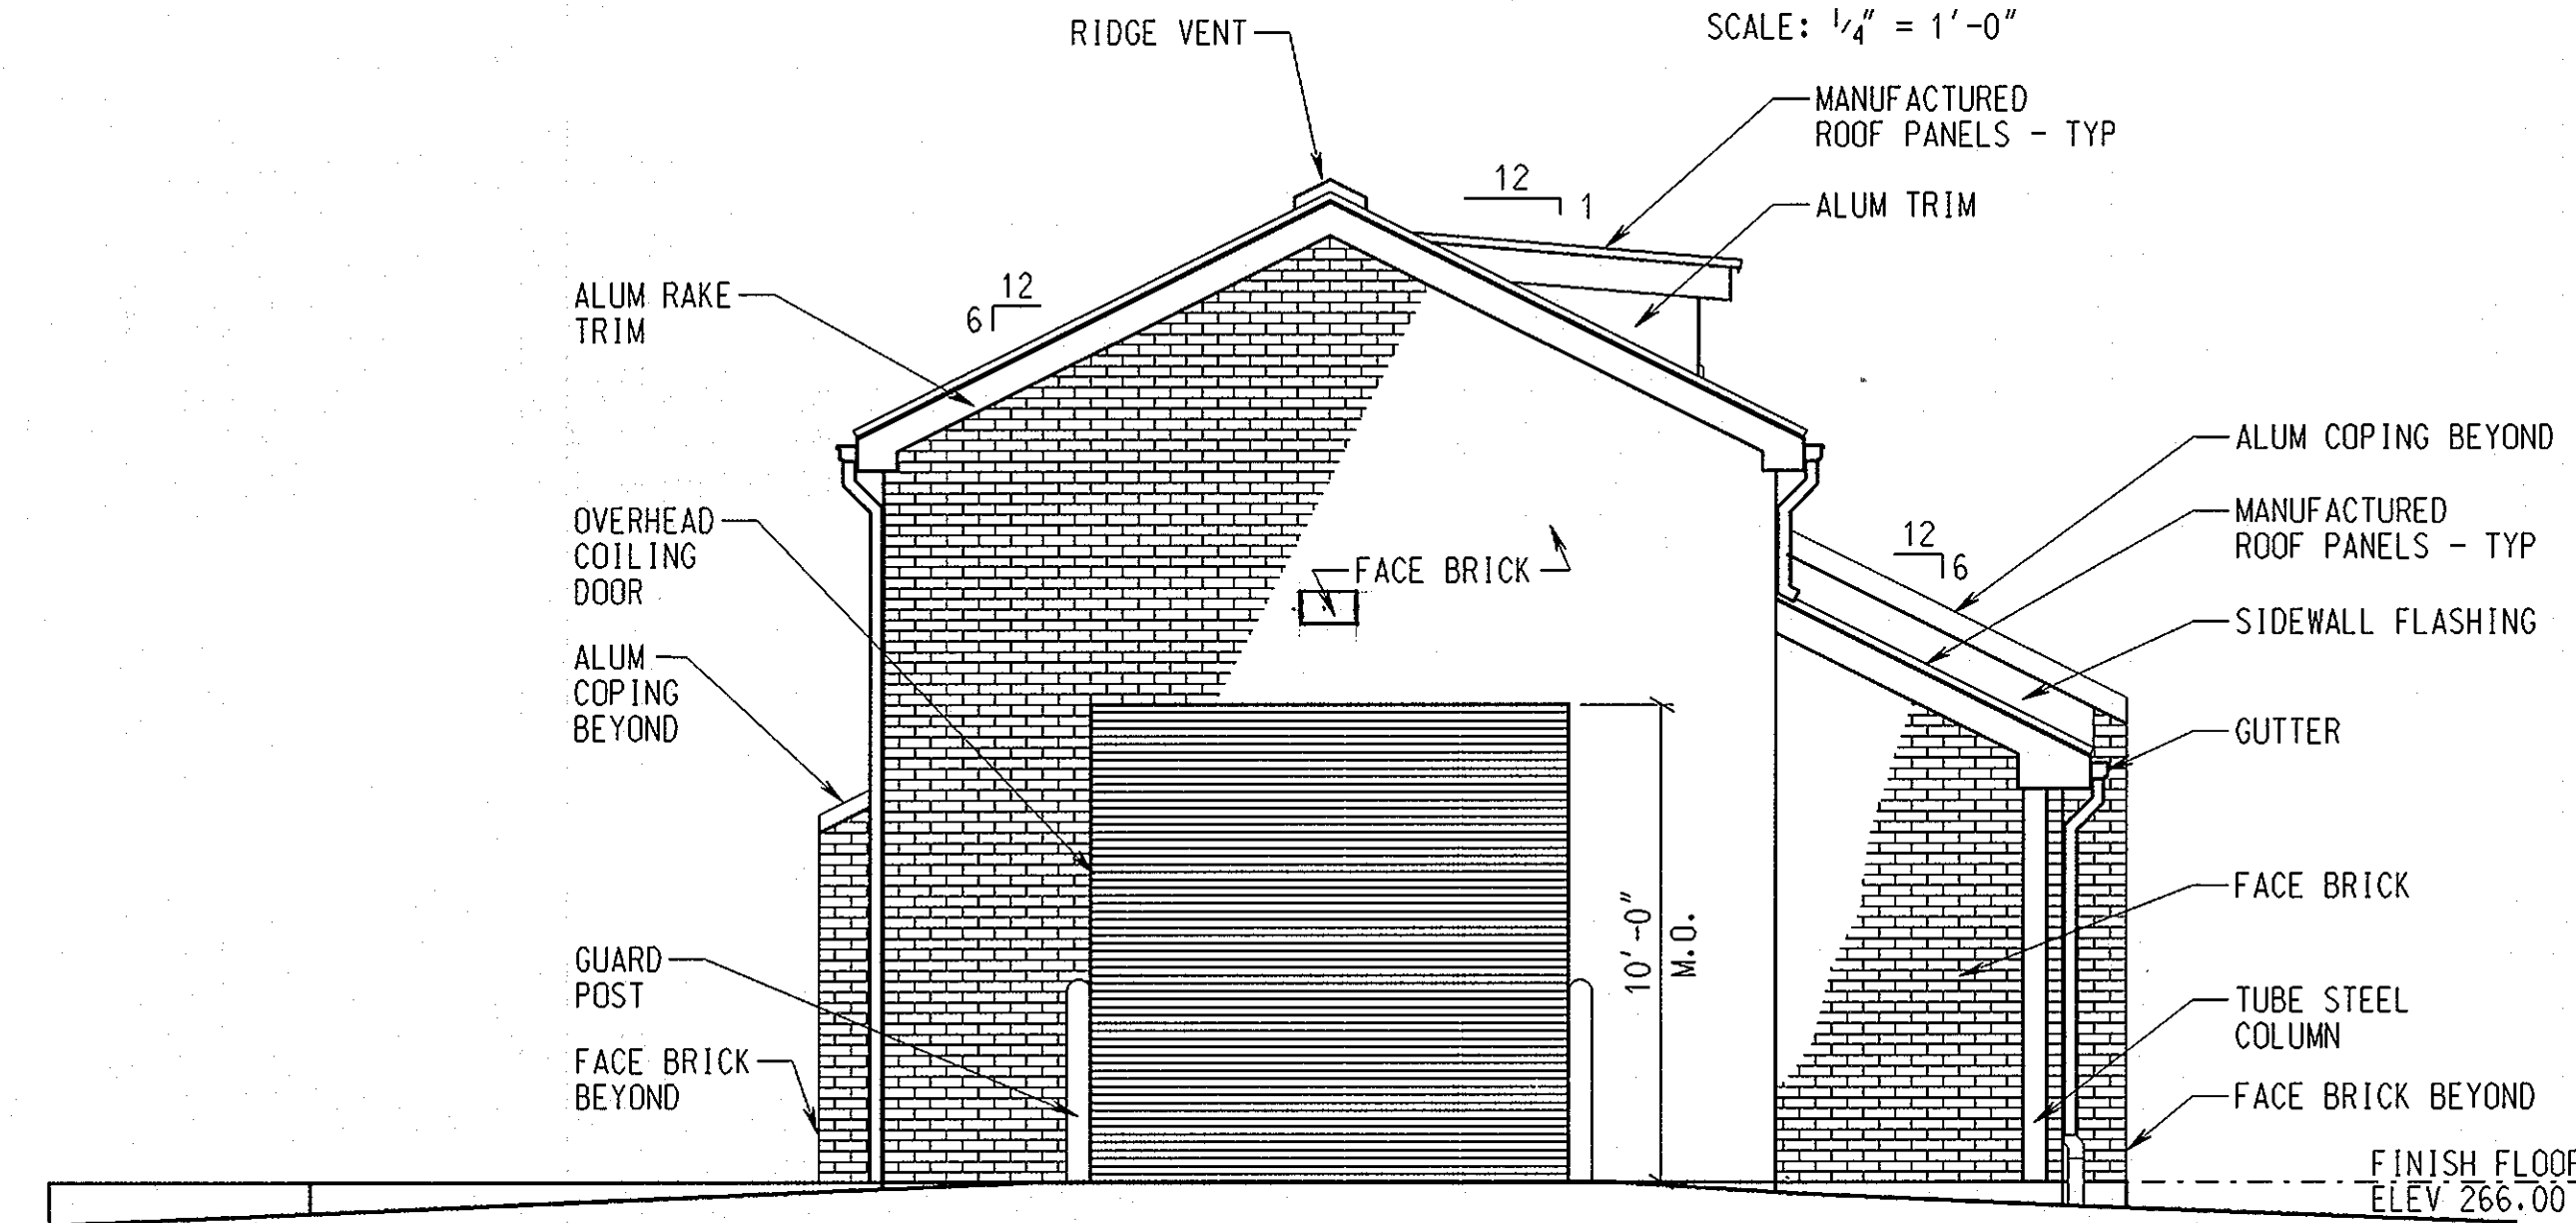 RIDGE VENT
SCALE: 1/4" = 1'-0"
MANUFACTURED
ROOF PANELS - TYP
12
1
ALUM TRIM
12
6
ALUM RAKE
TRIM
ALUM COPING BEYOND
MANUFACTURED
ROOF PANELS - TYP
12
6
OVERHEAD
COILING
DOOR
FACE BRICK
SIDEWALL FLASHING
ALUM
COPING
BEYOND
GUTTER
FACE BRICK
10'-0"
M.O.
GUARD
POST
TUBE STEEL
COLUMN
FACE BRICK
BEYOND
FACE BRICK BEYOND
FINISH FLOOR
ELEV 266.00